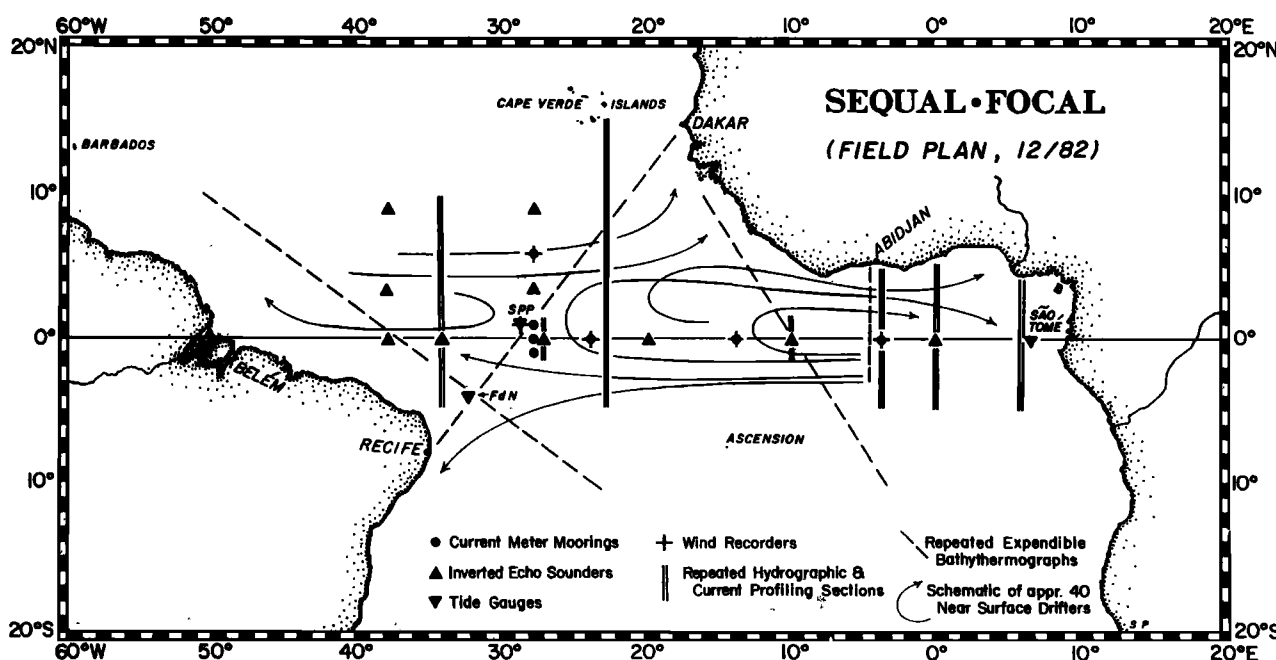 60°W 50° 40° 30° 20° 10° 0° 10° 20°E
20°N 20°N
CAPE VERDE ISLANDS
SEQUAL•FOCAL
DAKAR
(FIELD PLAN, 12/82)
BARBADOS
10° 10°
ABIDJAN
SPP
SÃO
TOMÉ
0° 0°
BELÉM
FdN
ASCENSION
RECIFE
10° 10°
Current Meter Moorings
Inverted Echo Sounders
Tide Gauges
Wind Recorders
Repeated Hydrographic &
Current Profiling Sections
Repeated Expendible
Bathythermographs
Schematic of appr. 40
Near Surface Drifters
SP
20°S 20°S
60°W 50° 40° 30° 20° 10° 0° 10° 20°E